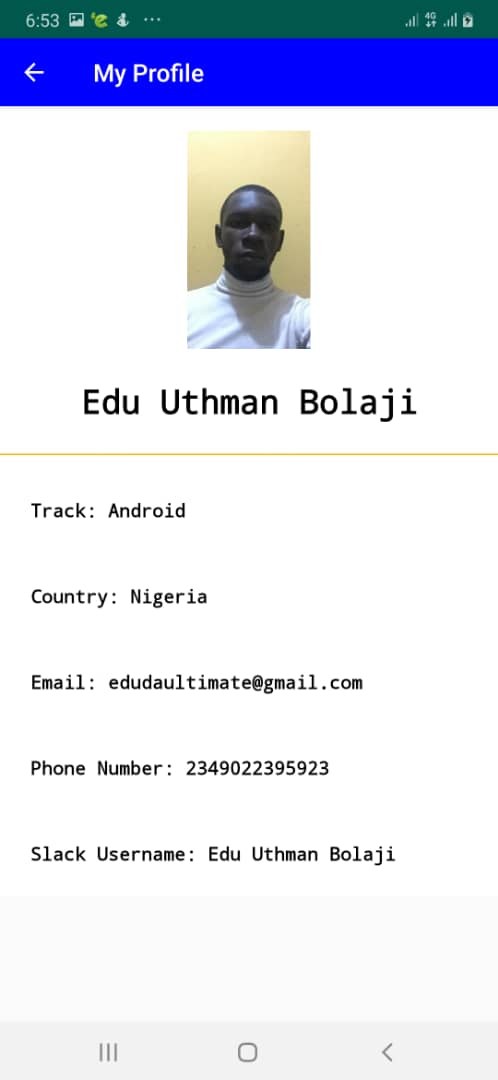 6:53
4G
My Profile
Edu Uthman Bolaji
Track: Android
Country: Nigeria
Email: edudaultimate@gmail.com
Phone Number: 2349022395923
Slack Username: Edu Uthman Bolaji